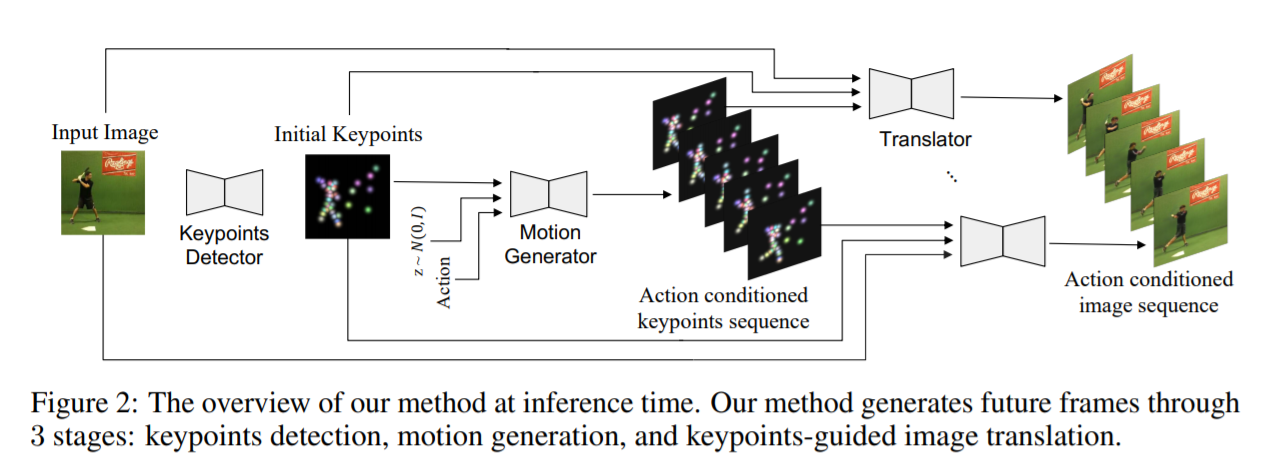 Input Image
Initial Keypoints
Keypoints
Detector
z ~ N(0,1)
Action
Motion
Generator
Action conditioned
keypoints sequence
Translator
...
Action conditioned
image sequence
Rawlings
Figure 2: The overview of our method at inference time. Our method generates future frames through
3 stages: keypoints detection, motion generation, and keypoints-guided image translation.